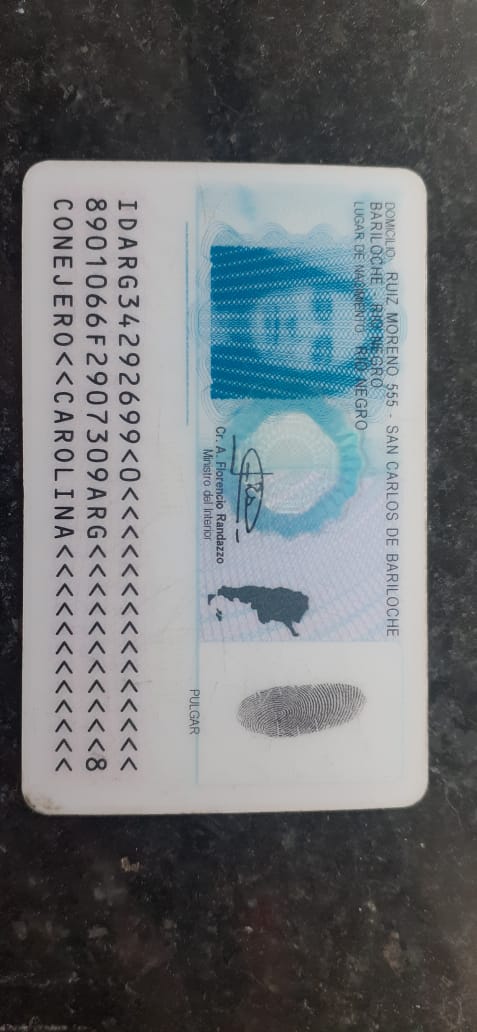 DOMICILIO: RUIZ MORENO 555 - SAN CARLOS DE BARILOCHE
BARILOCHE - RIO NEGRO
LUGAR DE NACIMIENTO: RIO NEGRO
Cr. A. Florencio Randazzo
Ministro del Interior
PULGAR
IDARG34292699<0<<<<<<<<<<<<<<<
8901066F2907309ARG<<<<<<<<<<<8
CONEJERO<<CAROLINA<<<<<<<<<<<<